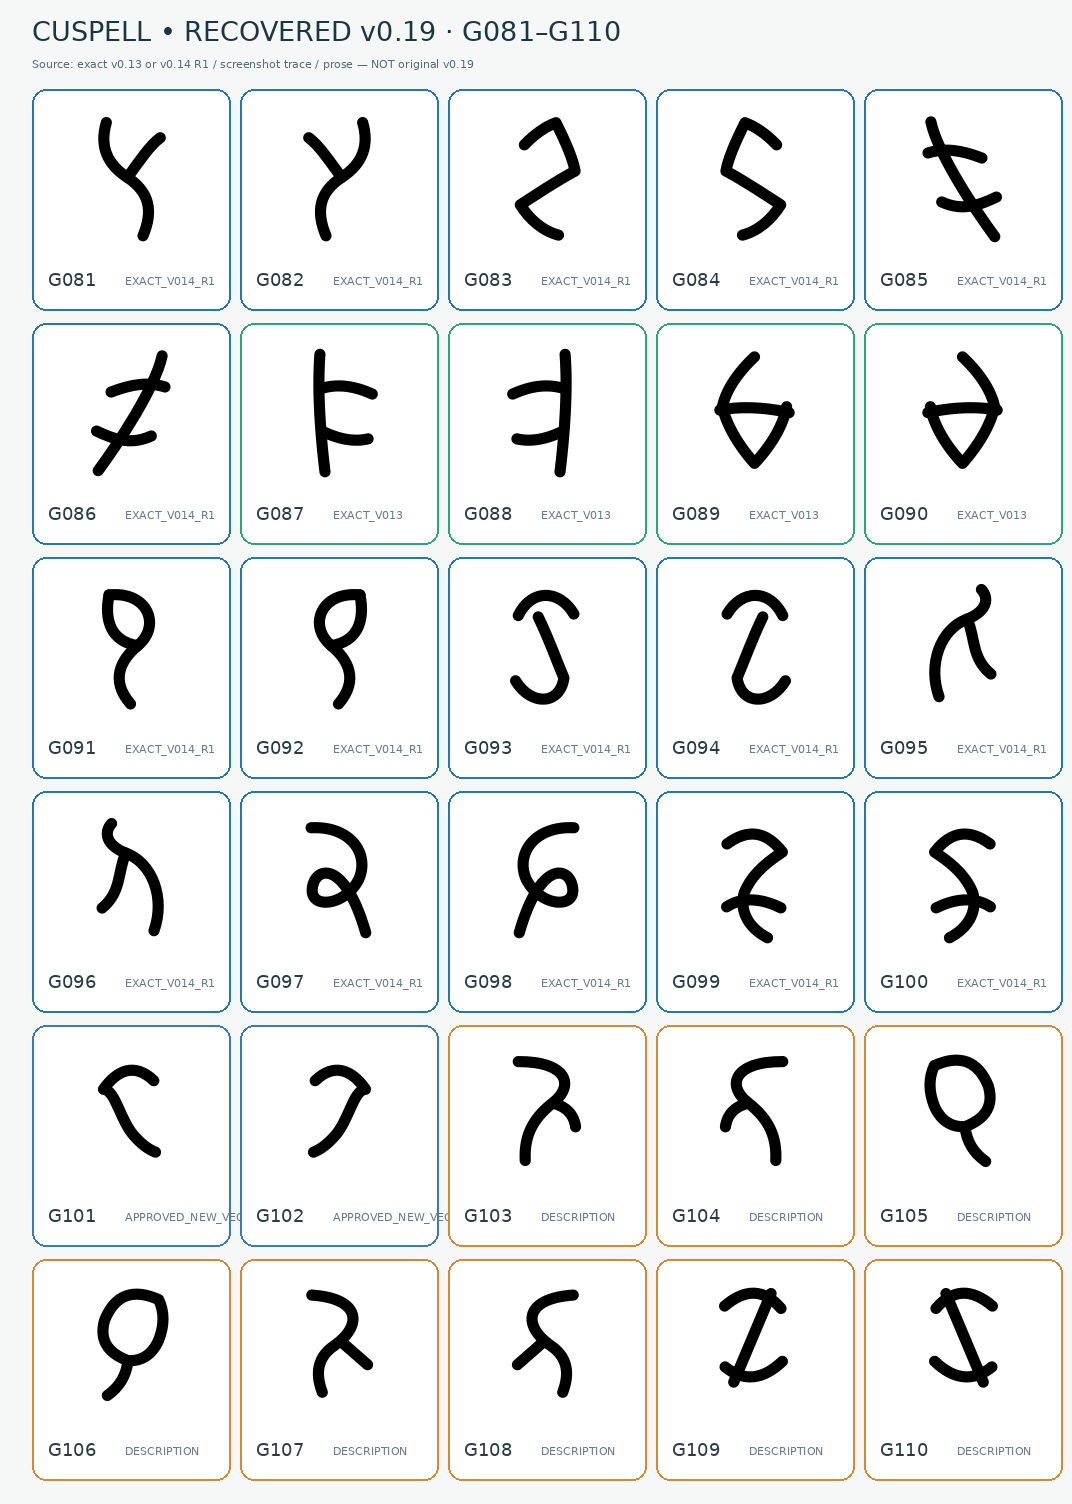 CUSPELL • RECOVERED v0.19 · G081–G110
Source: exact v0.13 or v0.14 R1 / screenshot trace / prose — NOT original v0.19
G081 EXACT_V014_R1 G082 EXACT_V014_R1 G083 EXACT_V014_R1 G084 EXACT_V014_R1 G085 EXACT_V014_R1
G086 EXACT_V014_R1 G087 EXACT_V013 G088 EXACT_V013 G089 EXACT_V013 G090 EXACT_V013
G091 EXACT_V014_R1 G092 EXACT_V014_R1 G093 EXACT_V014_R1 G094 EXACT_V014_R1 G095 EXACT_V014_R1
G096 EXACT_V014_R1 G097 EXACT_V014_R1 G098 EXACT_V014_R1 G099 EXACT_V014_R1 G100 EXACT_V014_R1
G101 APPROVED_NEW_VEC G102 APPROVED_NEW_VEC G103 DESCRIPTION G104 DESCRIPTION G105 DESCRIPTION
G106 DESCRIPTION G107 DESCRIPTION G108 DESCRIPTION G109 DESCRIPTION G110 DESCRIPTION